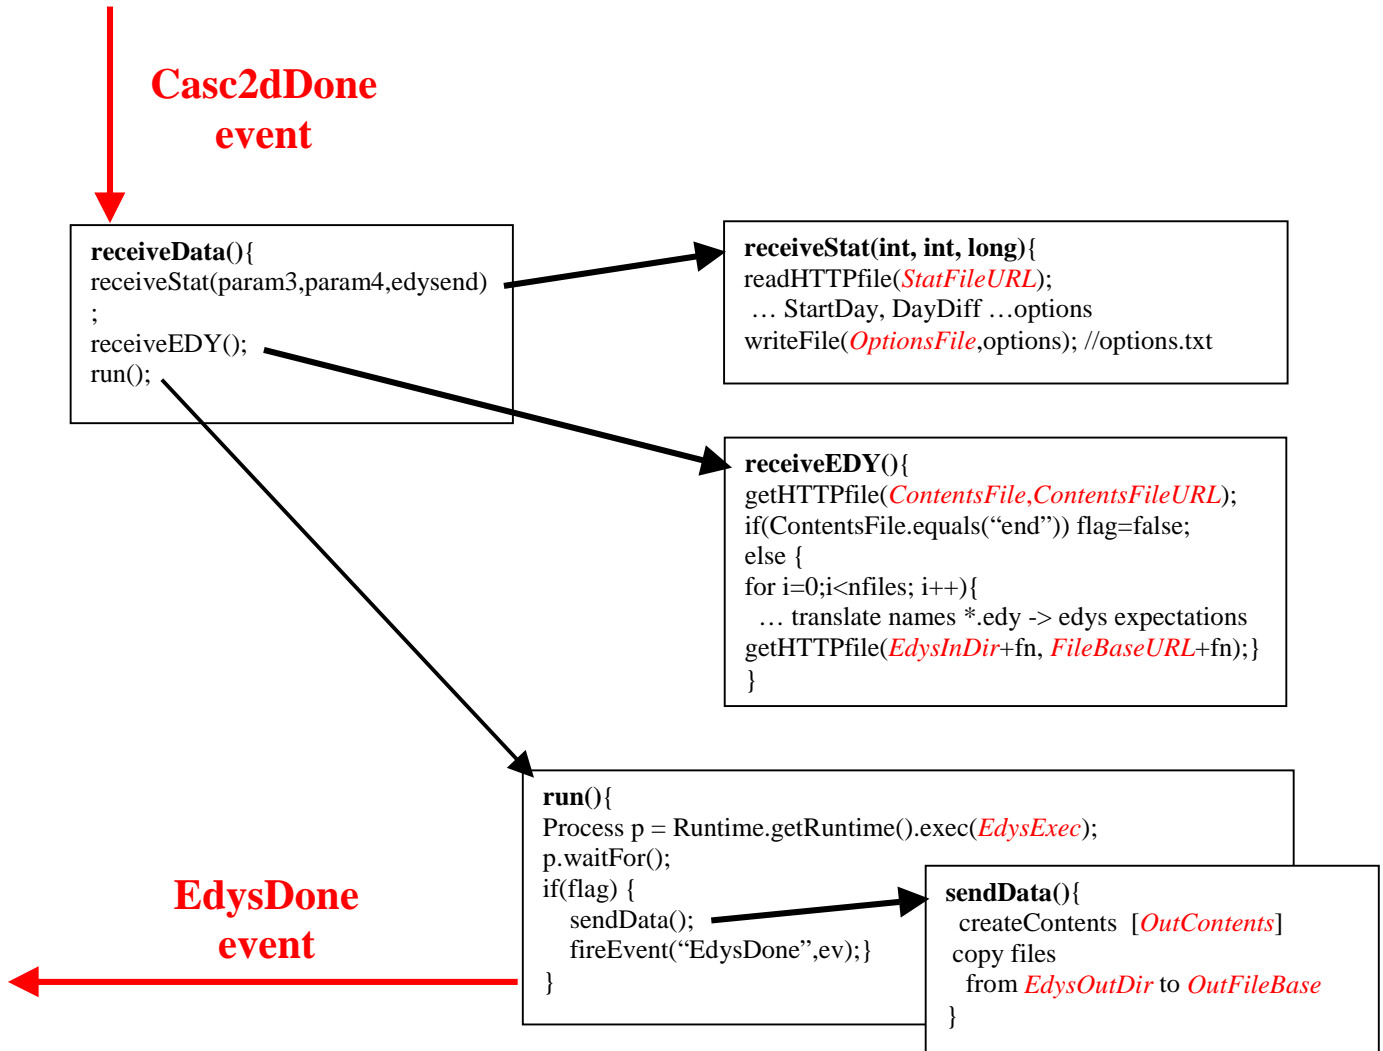 Casc2dDone
event
receiveData(){
receiveStat(param3,param4,edysend)
;
receiveEDY();
run();
receiveStat(int, int, long){
readHTTPfile(StatFileURL);
… StartDay, DayDiff …options
writeFile(OptionsFile,options); //options.txt
receiveEDY(){
getHTTPfile(ContentsFile,ContentsFileURL);
if(ContentsFile.equals(“end”)) flag=false;
else {
for i=0;i<nfiles; i++){
… translate names *.edy -> edys expectations
getHTTPfile(EdysInDir+fn, FileBaseURL+fn);}
}
run(){
Process p = Runtime.getRuntime().exec(EdysExec);
p.waitFor();
if(flag) {
sendData();
fireEvent(“EdysDone”,ev);}
}
sendData(){
createContents [OutContents]
copy files
from EdysOutDir to OutFileBase
}
EdysDone
event